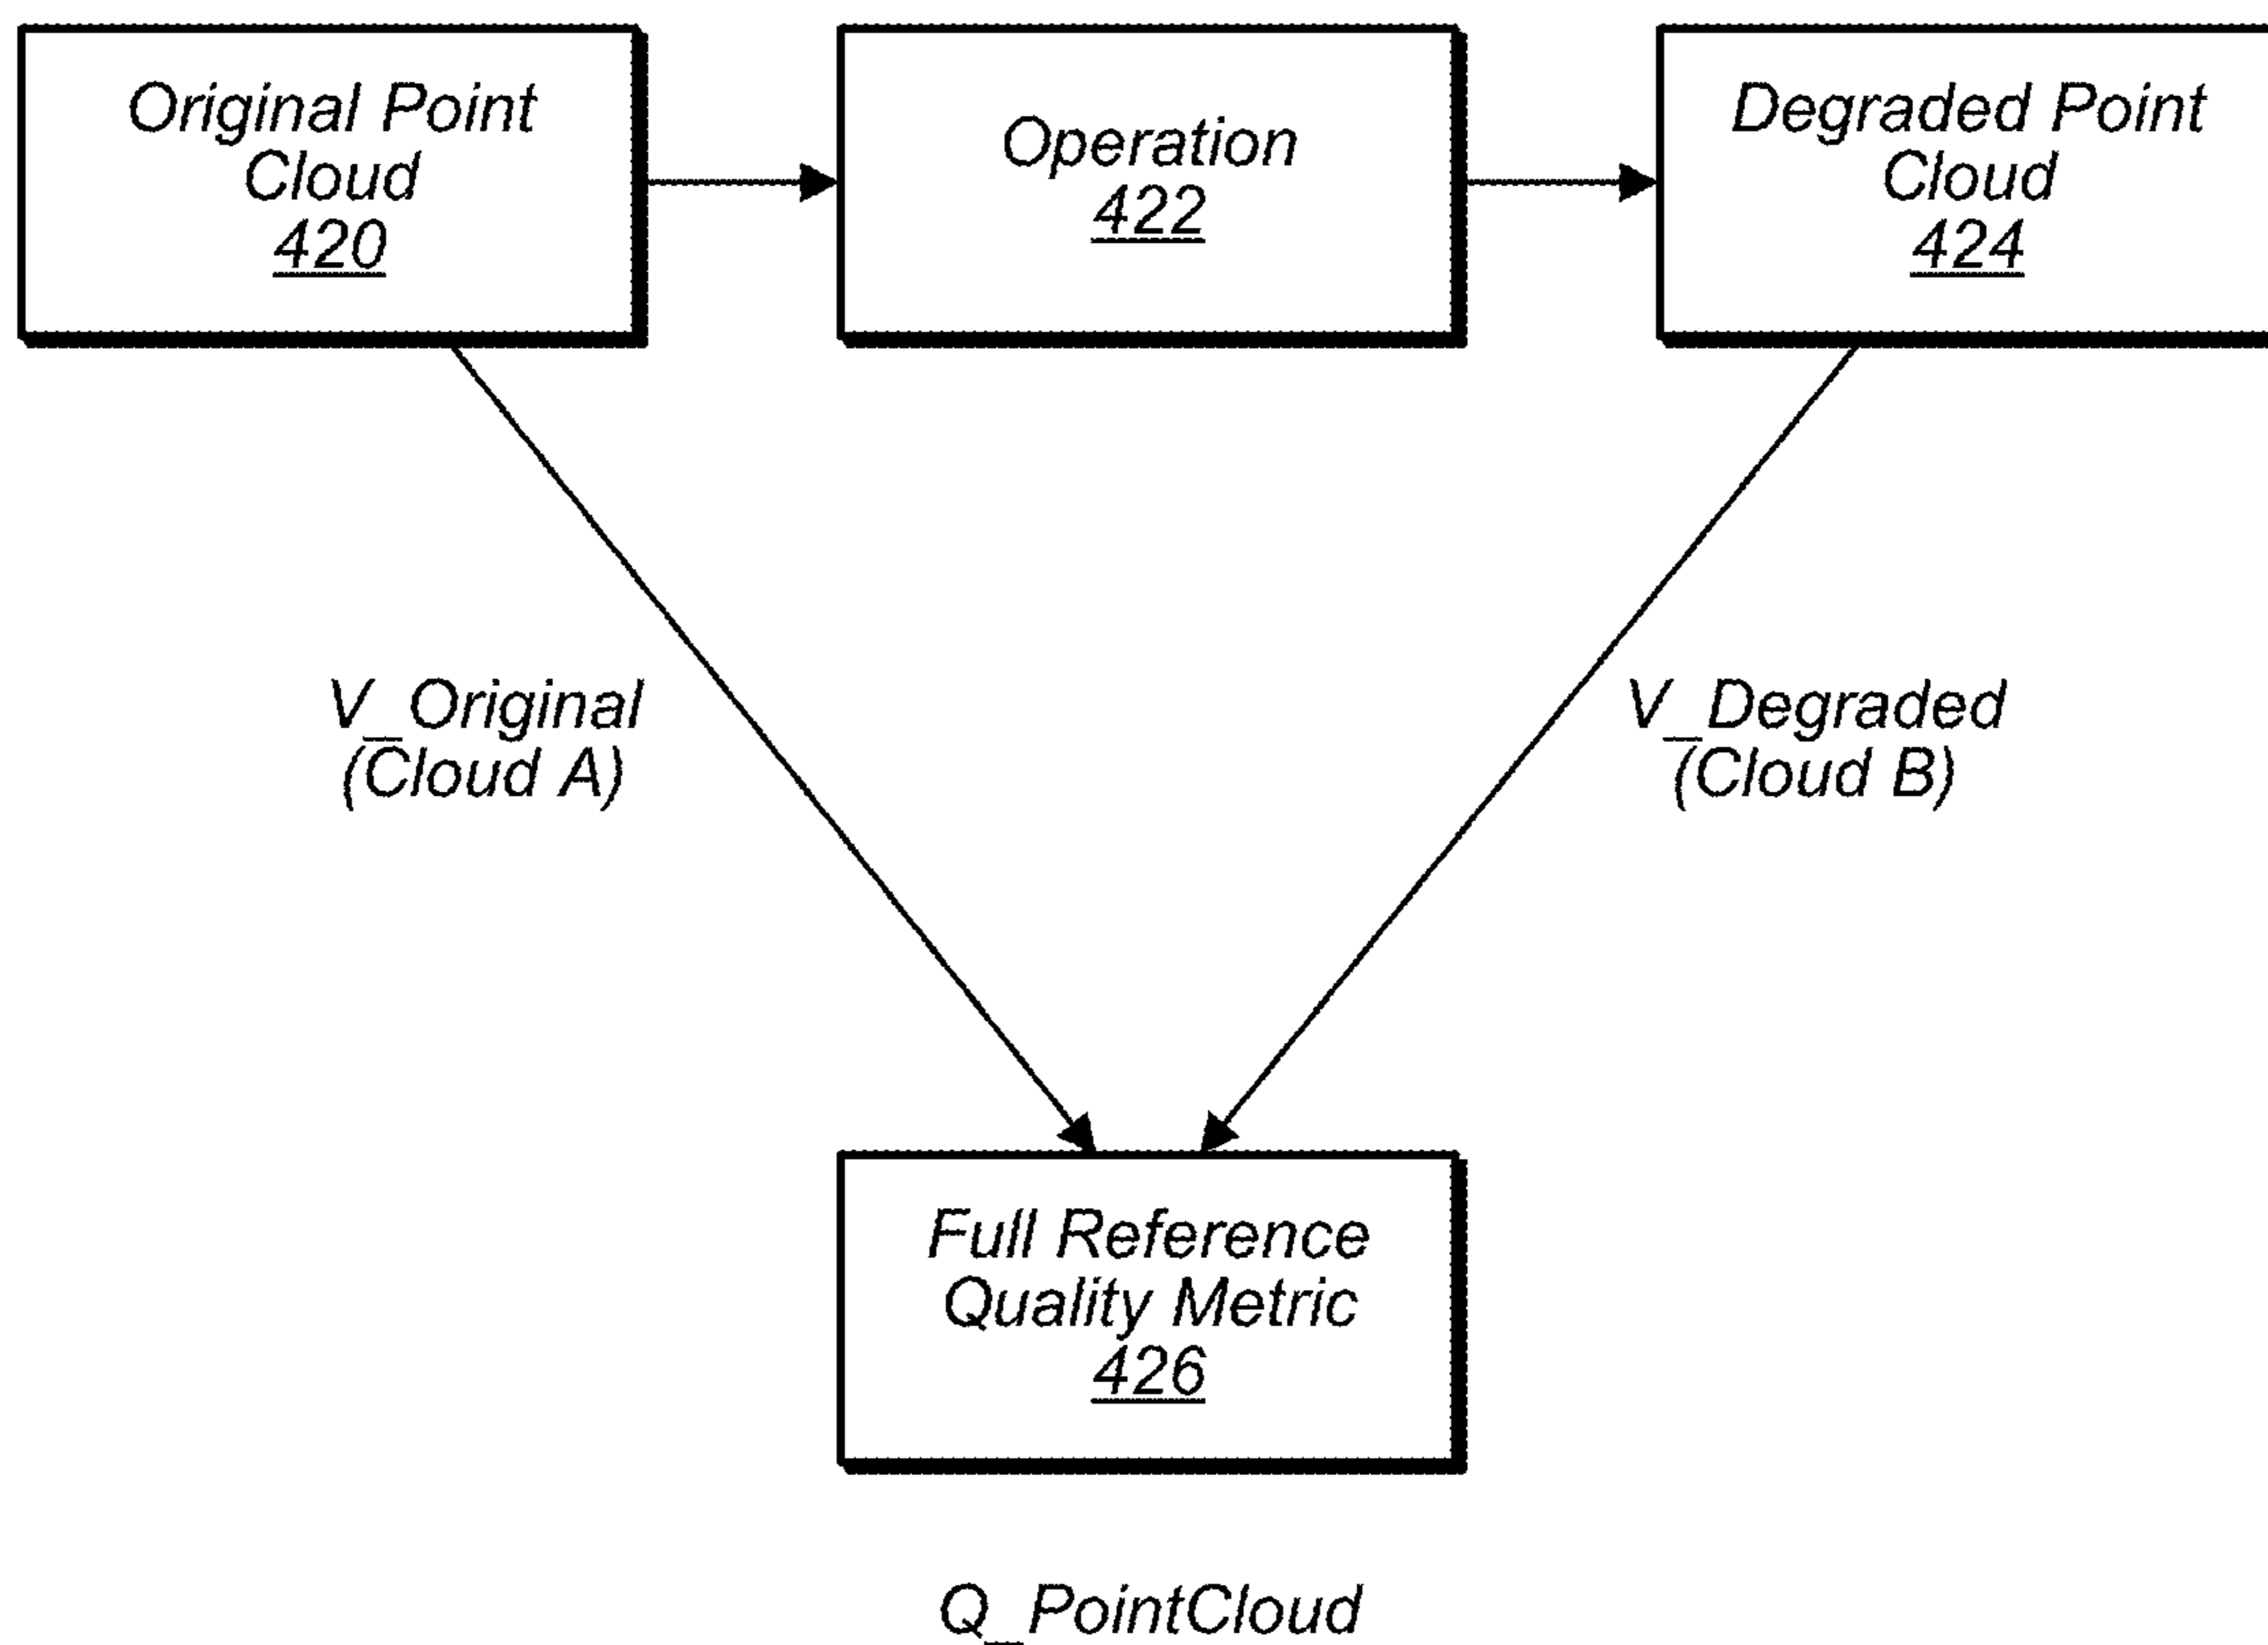 Original Point
Cloud
420
Operation
422
Degraded Point
Cloud
424
V_Original
(Cloud A)
V_Degraded
(Cloud B)
Full Reference
Quality Metric
426
Q_PointCloud